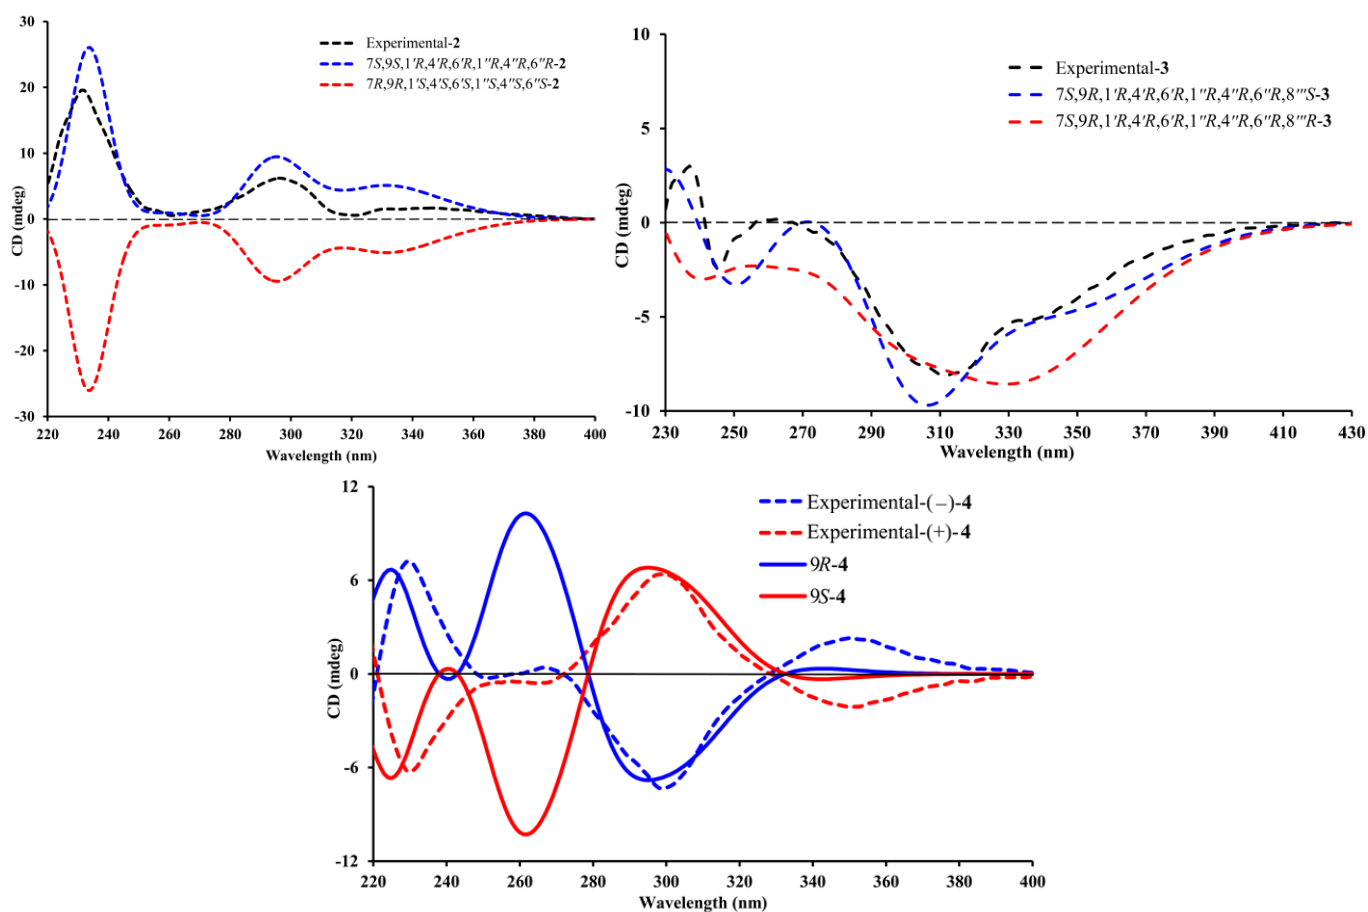 30
20
10
0
-10
-20
-30
CD (mdeg)
220 240 260 280 300 320 340 360 380 400
Wavelength (nm)
Experimental-2
7S,9S,1'R,4'R,6'R,1''R,4''R,6''R-2
7R,9R,1'S,4'S,6'S,1''S,4''S,6''S-2
10
5
0
-5
-10
CD (mdeg)
230 250 270 290 310 330 350 370 390 410 430
Wavelength (nm)
Experimental-3
7S,9R,1'R,4'R,6'R,1''R,4''R,6''R,8'''S-3
7S,9R,1'R,4'R,6'R,1''R,4''R,6''R,8'''R-3
12
6
0
-6
-12
CD (mdeg)
220 240 260 280 300 320 340 360 380 400
Wavelength (nm)
Experimental-(−)-4
Experimental-(+)-4
9R-4
9S-4